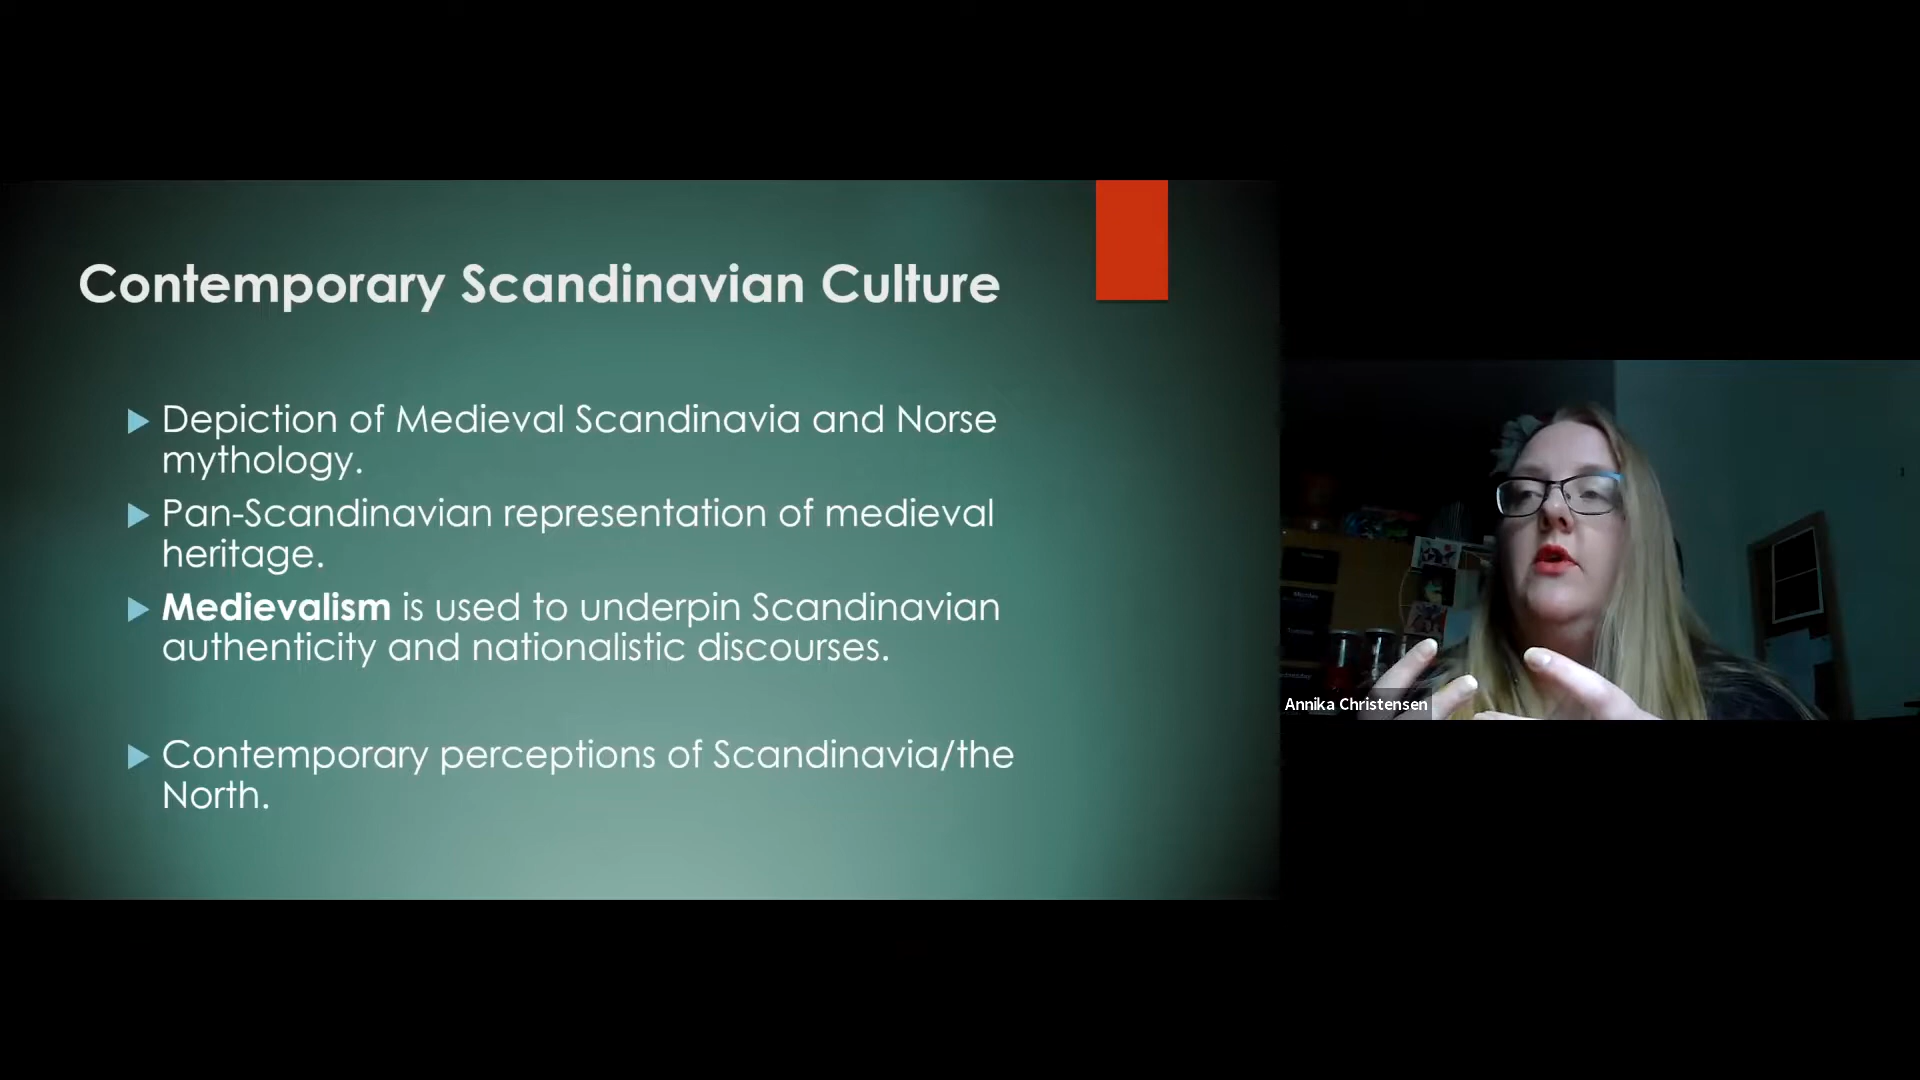 Contemporary Scandinavian Culture
Depiction of Medieval Scandinavia and Norse
mythology.
Pan-Scandinavian representation of medieval
heritage.
Medievalism is used to underpin Scandinavian
authenticity and nationalistic discourses.
Contemporary perceptions of Scandinavia/the
North.
Annika Christensen
Monday